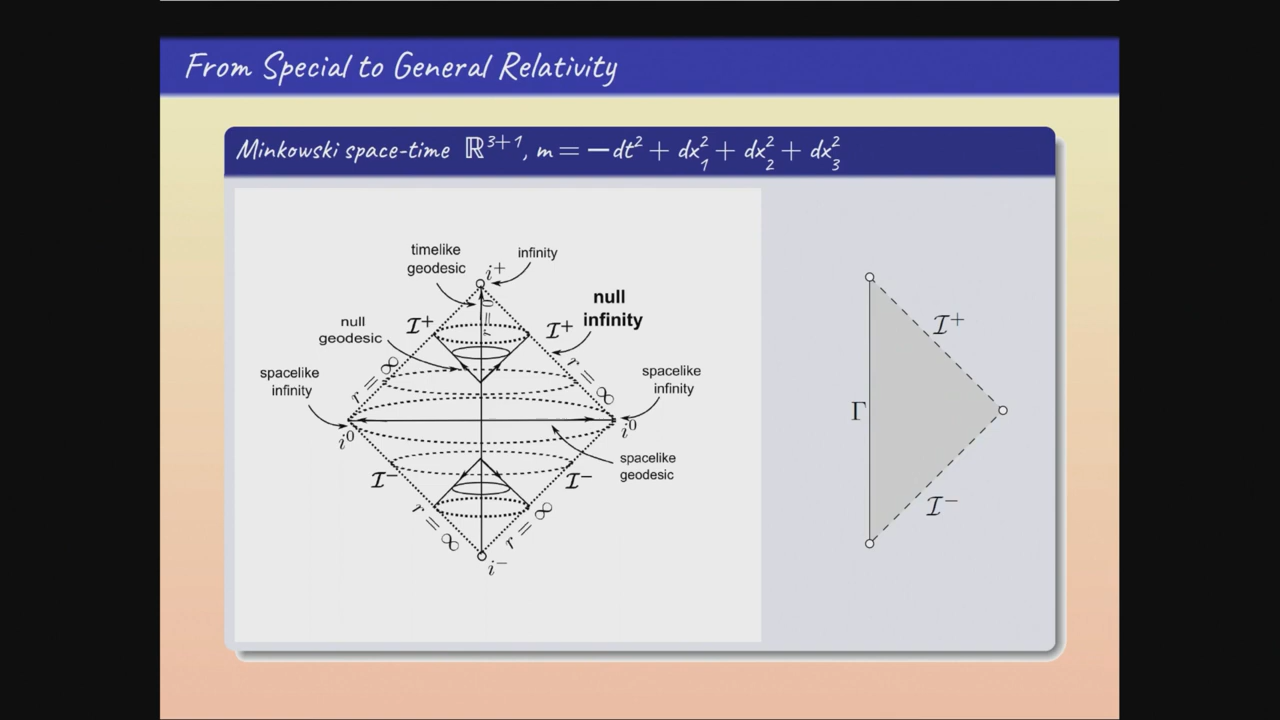 From Special to General Relativity
Minkowski space-time ℝ³⁺¹, m = −dt² + dx₁² + dx₂² + dx₃²
timelike
geodesic
infinity
i⁺
null
infinity
r = 0
null
geodesic
ℐ⁺
ℐ⁺
spacelike
infinity
r = ∞
r = ∞
spacelike
infinity
i⁰
i⁰
spacelike
geodesic
ℐ⁻
ℐ⁻
r = ∞
r = ∞
i⁻
ℐ⁺
Γ
ℐ⁻